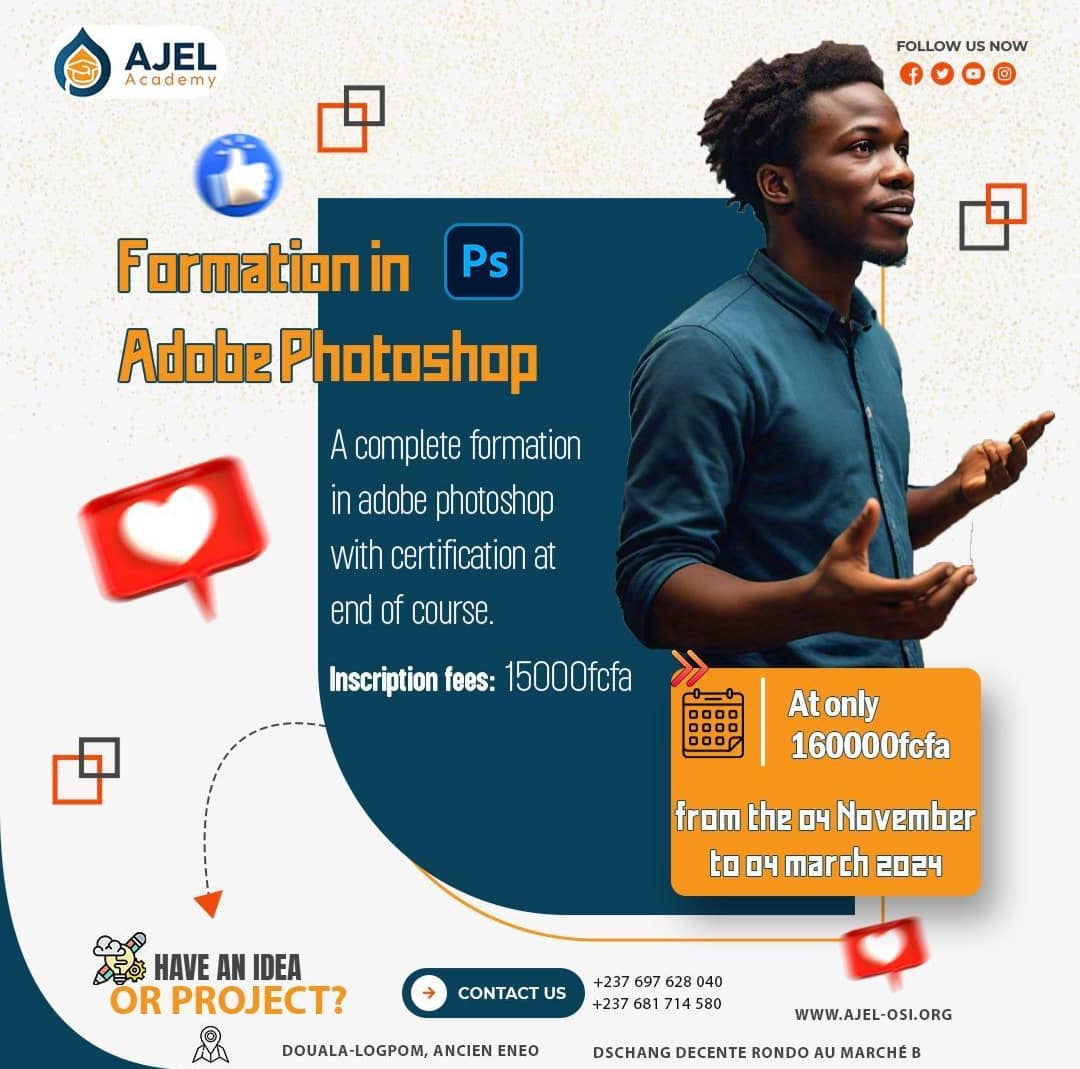 AJEL
Academy
FOLLOW US NOW
Formation in
Ps
Adobe Photoshop
A complete formation
in adobe photoshop
with certification at
end of course.
Inscription fees: 15000fcfa
At only
160000fcfa
from the 04 November
to 04 march 2024
HAVE AN IDEA
OR PROJECT?
CONTACT US
+237 697 628 040
+237 681 714 580
WWW.AJEL-OSI.ORG
DOUALA-LOGPOM, ANCIEN ENEO
DSCHANG DECENTE RONDO AU MARCHÉ B